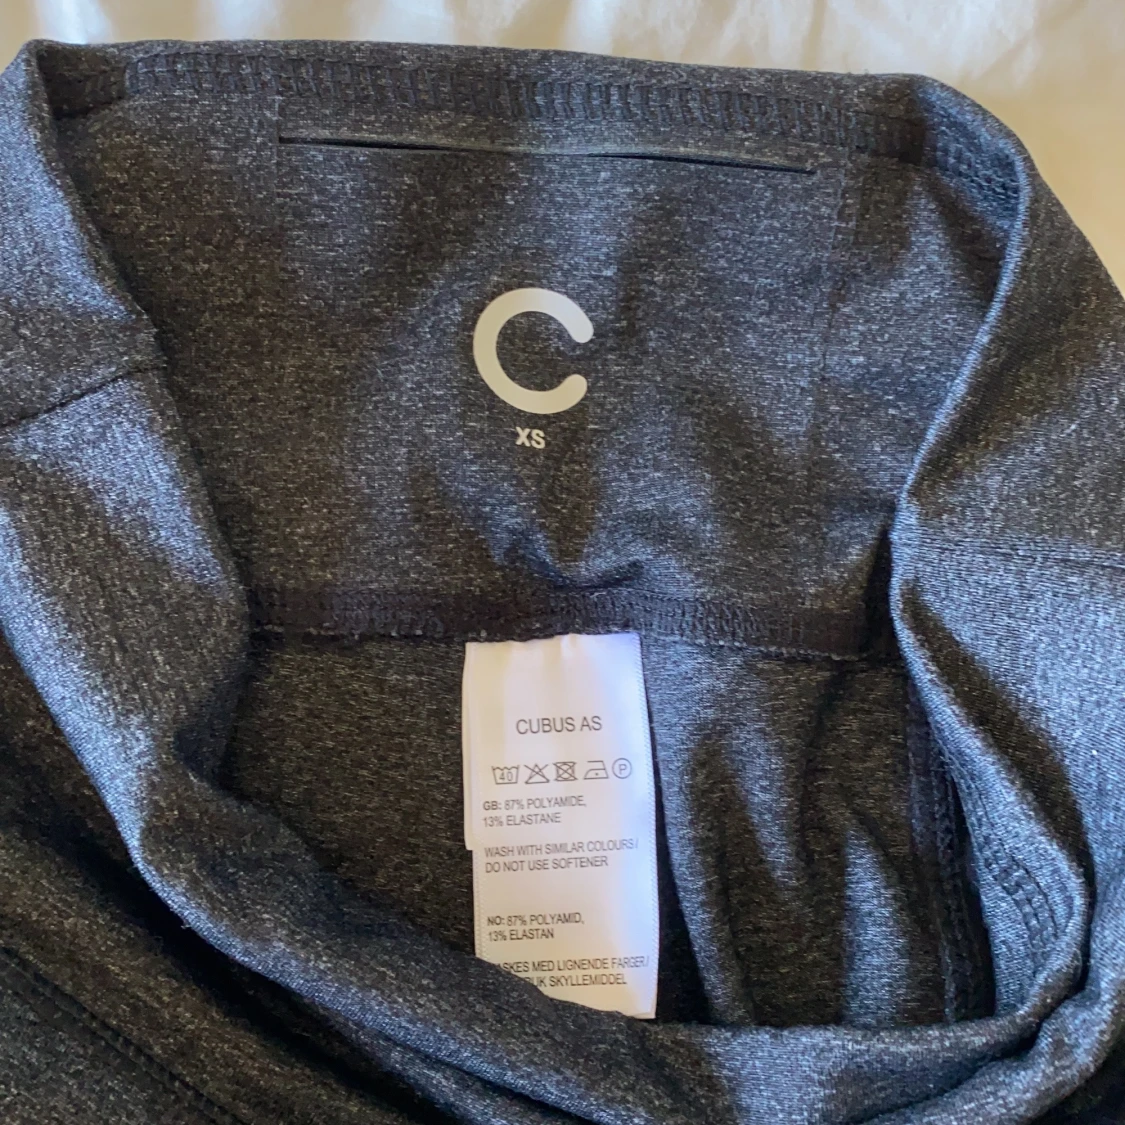 C
XS
CUBUS AS
40 P
GB: 87% POLYAMIDE,
13% ELASTANE
WASH WITH SIMILAR COLOURS/
DO NOT USE SOFTENER
NO: 87% POLYAMID,
13% ELASTAN
MED LIGNENDE FARGER/
SKYLLEMIDDEL